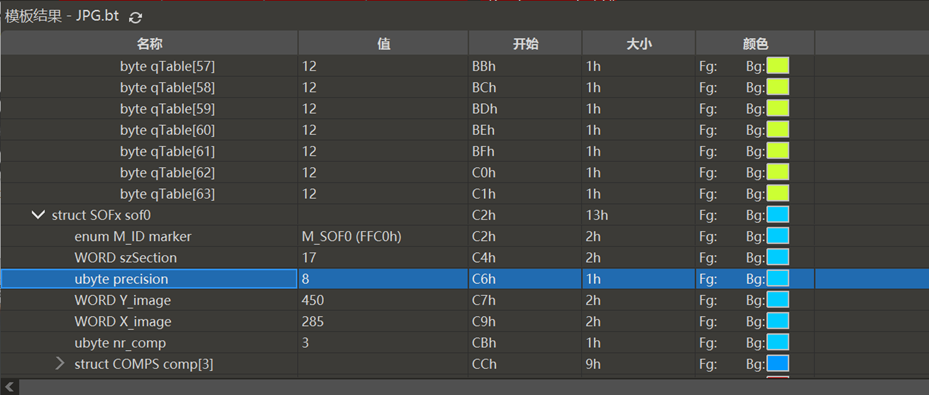 模板结果 - JPG.bt
名称 值 开始 大小 颜色
byte qTable[57] 12 BBh 1h Fg: Bg:
byte qTable[58] 12 BCh 1h Fg: Bg:
byte qTable[59] 12 BDh 1h Fg: Bg:
byte qTable[60] 12 BEh 1h Fg: Bg:
byte qTable[61] 12 BFh 1h Fg: Bg:
byte qTable[62] 12 C0h 1h Fg: Bg:
byte qTable[63] 12 C1h 1h Fg: Bg:
struct SOFx sof0 C2h 13h Fg: Bg:
enum M_ID marker M_SOF0 (FFC0h) C2h 2h Fg: Bg:
WORD szSection 17 C4h 2h Fg: Bg:
ubyte precision 8 C6h 1h Fg: Bg:
WORD Y_image 450 C7h 2h Fg: Bg:
WORD X_image 285 C9h 2h Fg: Bg:
ubyte nr_comp 3 CBh 1h Fg: Bg:
struct COMPS comp[3] CCh 9h Fg: Bg: